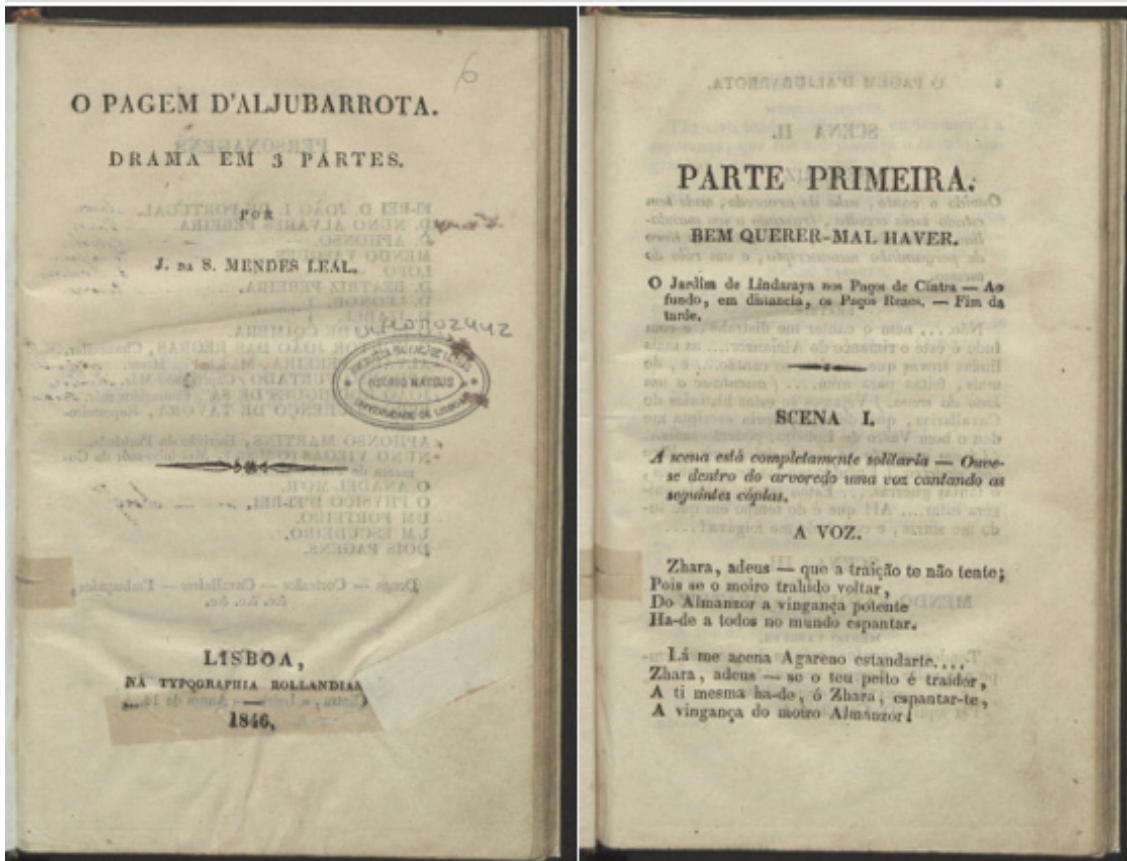 6
O PAGEM D'ALJUBARROTA.
DRAMA EM 3 PARTES.
POR
J. DA S. MENDES LEAL.
UNIVERSIDADE DE LISBOA
LISBOA,
NA TYPOGRAPHIA ROLLANDIANA
1846,
PARTE PRIMEIRA.
BEM QUERER-MAL HAVER.
O Jardim de Lindaraya nos Paços de Cintra — Ao
fundo, em distancia, os Paços Reaes. — Fim da
tarde.
SCENA I.
A scena está completamente solitaria — Ouve-
se dentro do arvoredo uma voz cantando as
seguintes cóplas.
A VOZ.
Zhara, adeus — que a traição te não tente;
Pois se o moiro trahido voltar,
Do Almanzor a vingança potente
Ha-de a todos no mundo espantar.
Lá me acena Agareno estandarte....
Zhara, adeus — se o teu peito é traidor,
A ti mesma ha-de, ó Zhara, espantar-te,
A vingança do moiro Almanzor!